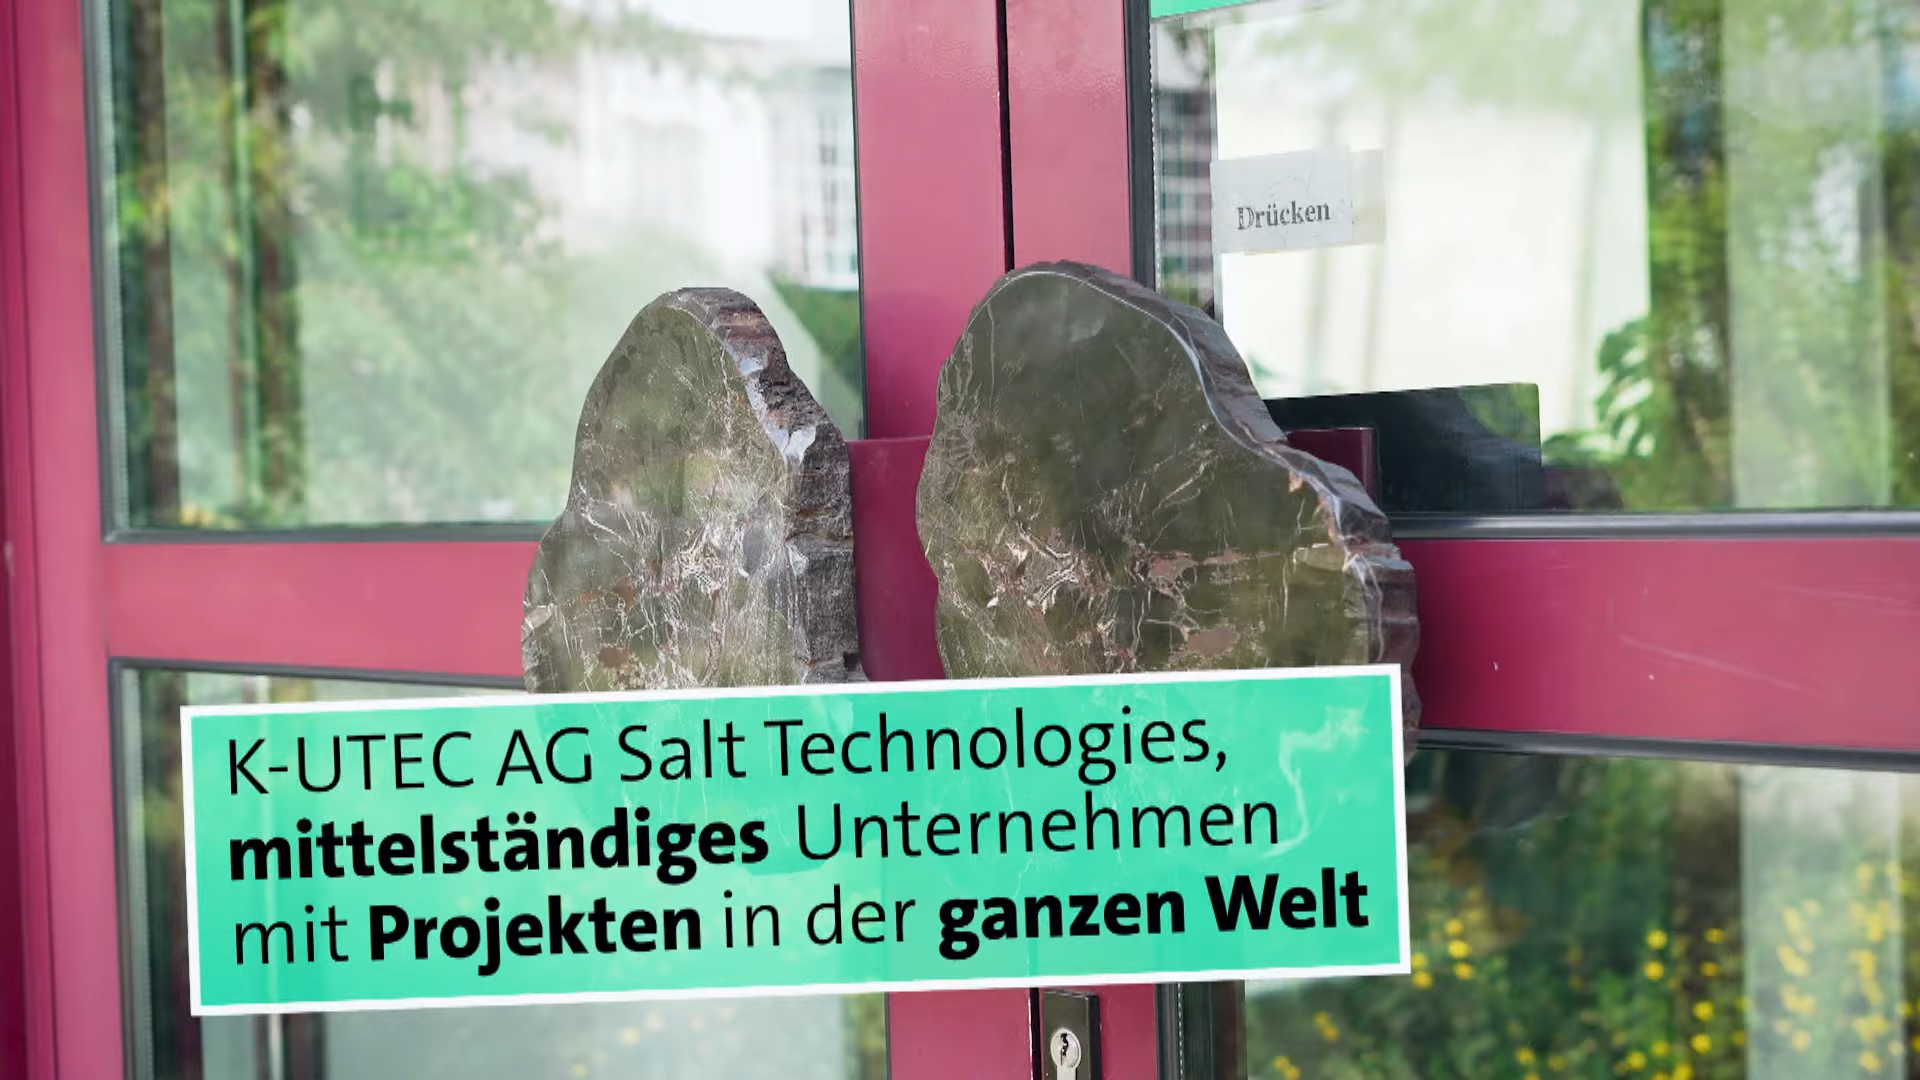 Drücken
K-UTEC AG Salt Technologies,
mittelständiges Unternehmen
mit Projekten in der ganzen Welt